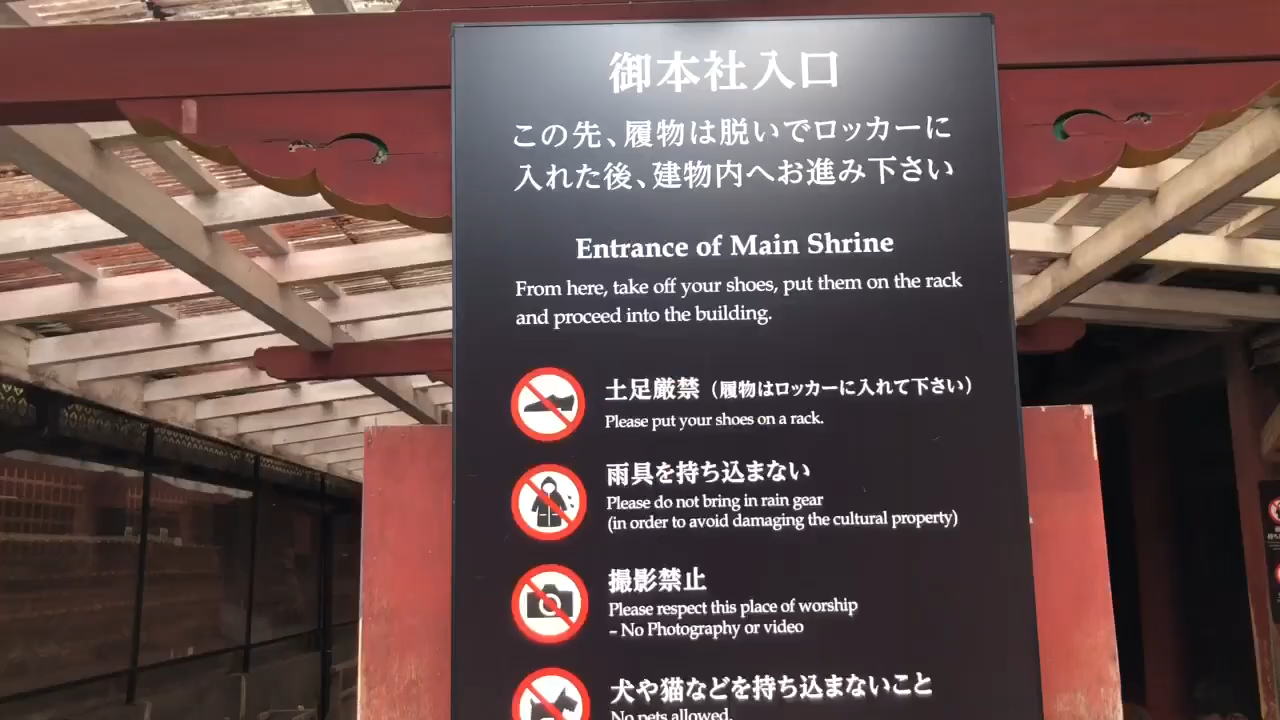 御本社入口
この先、履物は脱いでロッカーに
入れた後、建物内へお進み下さい
Entrance of Main Shrine
From here, take off your shoes, put them on the rack
and proceed into the building.
土足厳禁（履物はロッカーに入れて下さい）
Please put your shoes on a rack.
雨具を持ち込まない
Please do not bring in rain gear
(in order to avoid damaging the cultural property)
撮影禁止
Please respect this place of worship
– No Photography or video
犬や猫などを持ち込まないこと
No pets allowed.